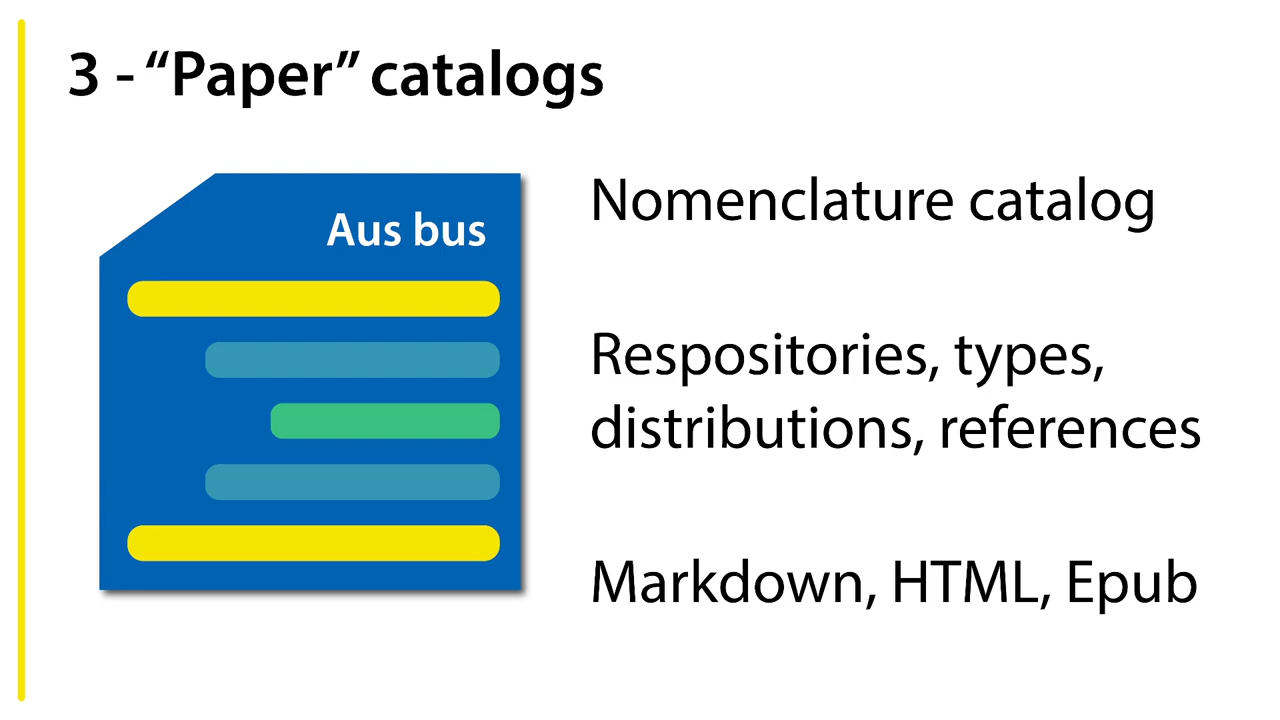 3 - “Paper” catalogs
Aus bus
Nomenclature catalog
Respositories, types,
distributions, references
Markdown, HTML, Epub